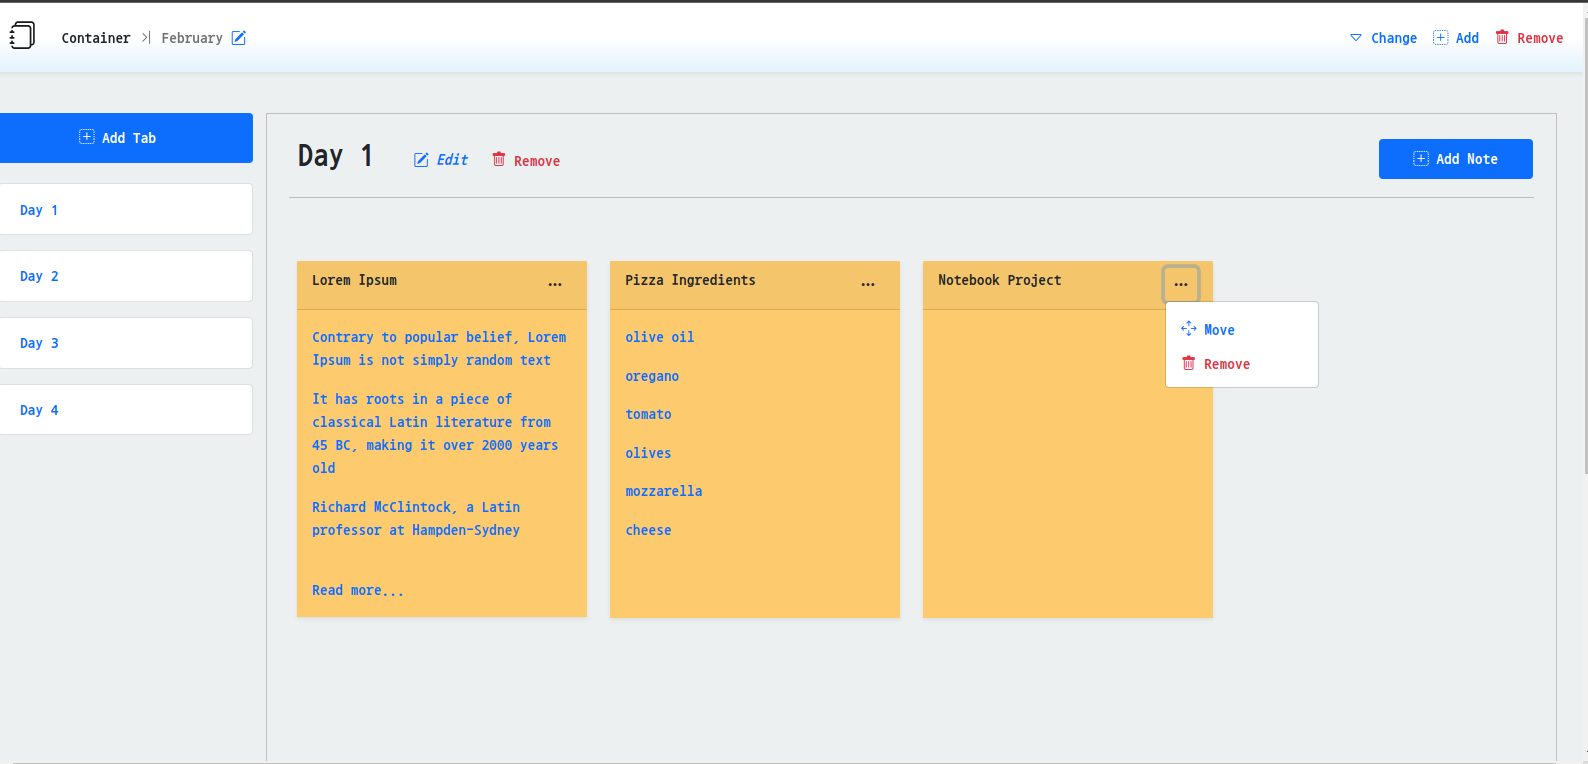 Container > February
Change Add Remove
Add Tab
Day 1
Day 2
Day 3
Day 4
Day 1 Edit Remove
Add Note
Lorem Ipsum ...
Contrary to popular belief, Lorem
Ipsum is not simply random text
It has roots in a piece of
classical Latin literature from
45 BC, making it over 2000 years
old
Richard McClintock, a Latin
professor at Hampden-Sydney
Read more...
Pizza Ingredients ...
olive oil
oregano
tomato
olives
mozzarella
cheese
Notebook Project ...
Move
Remove